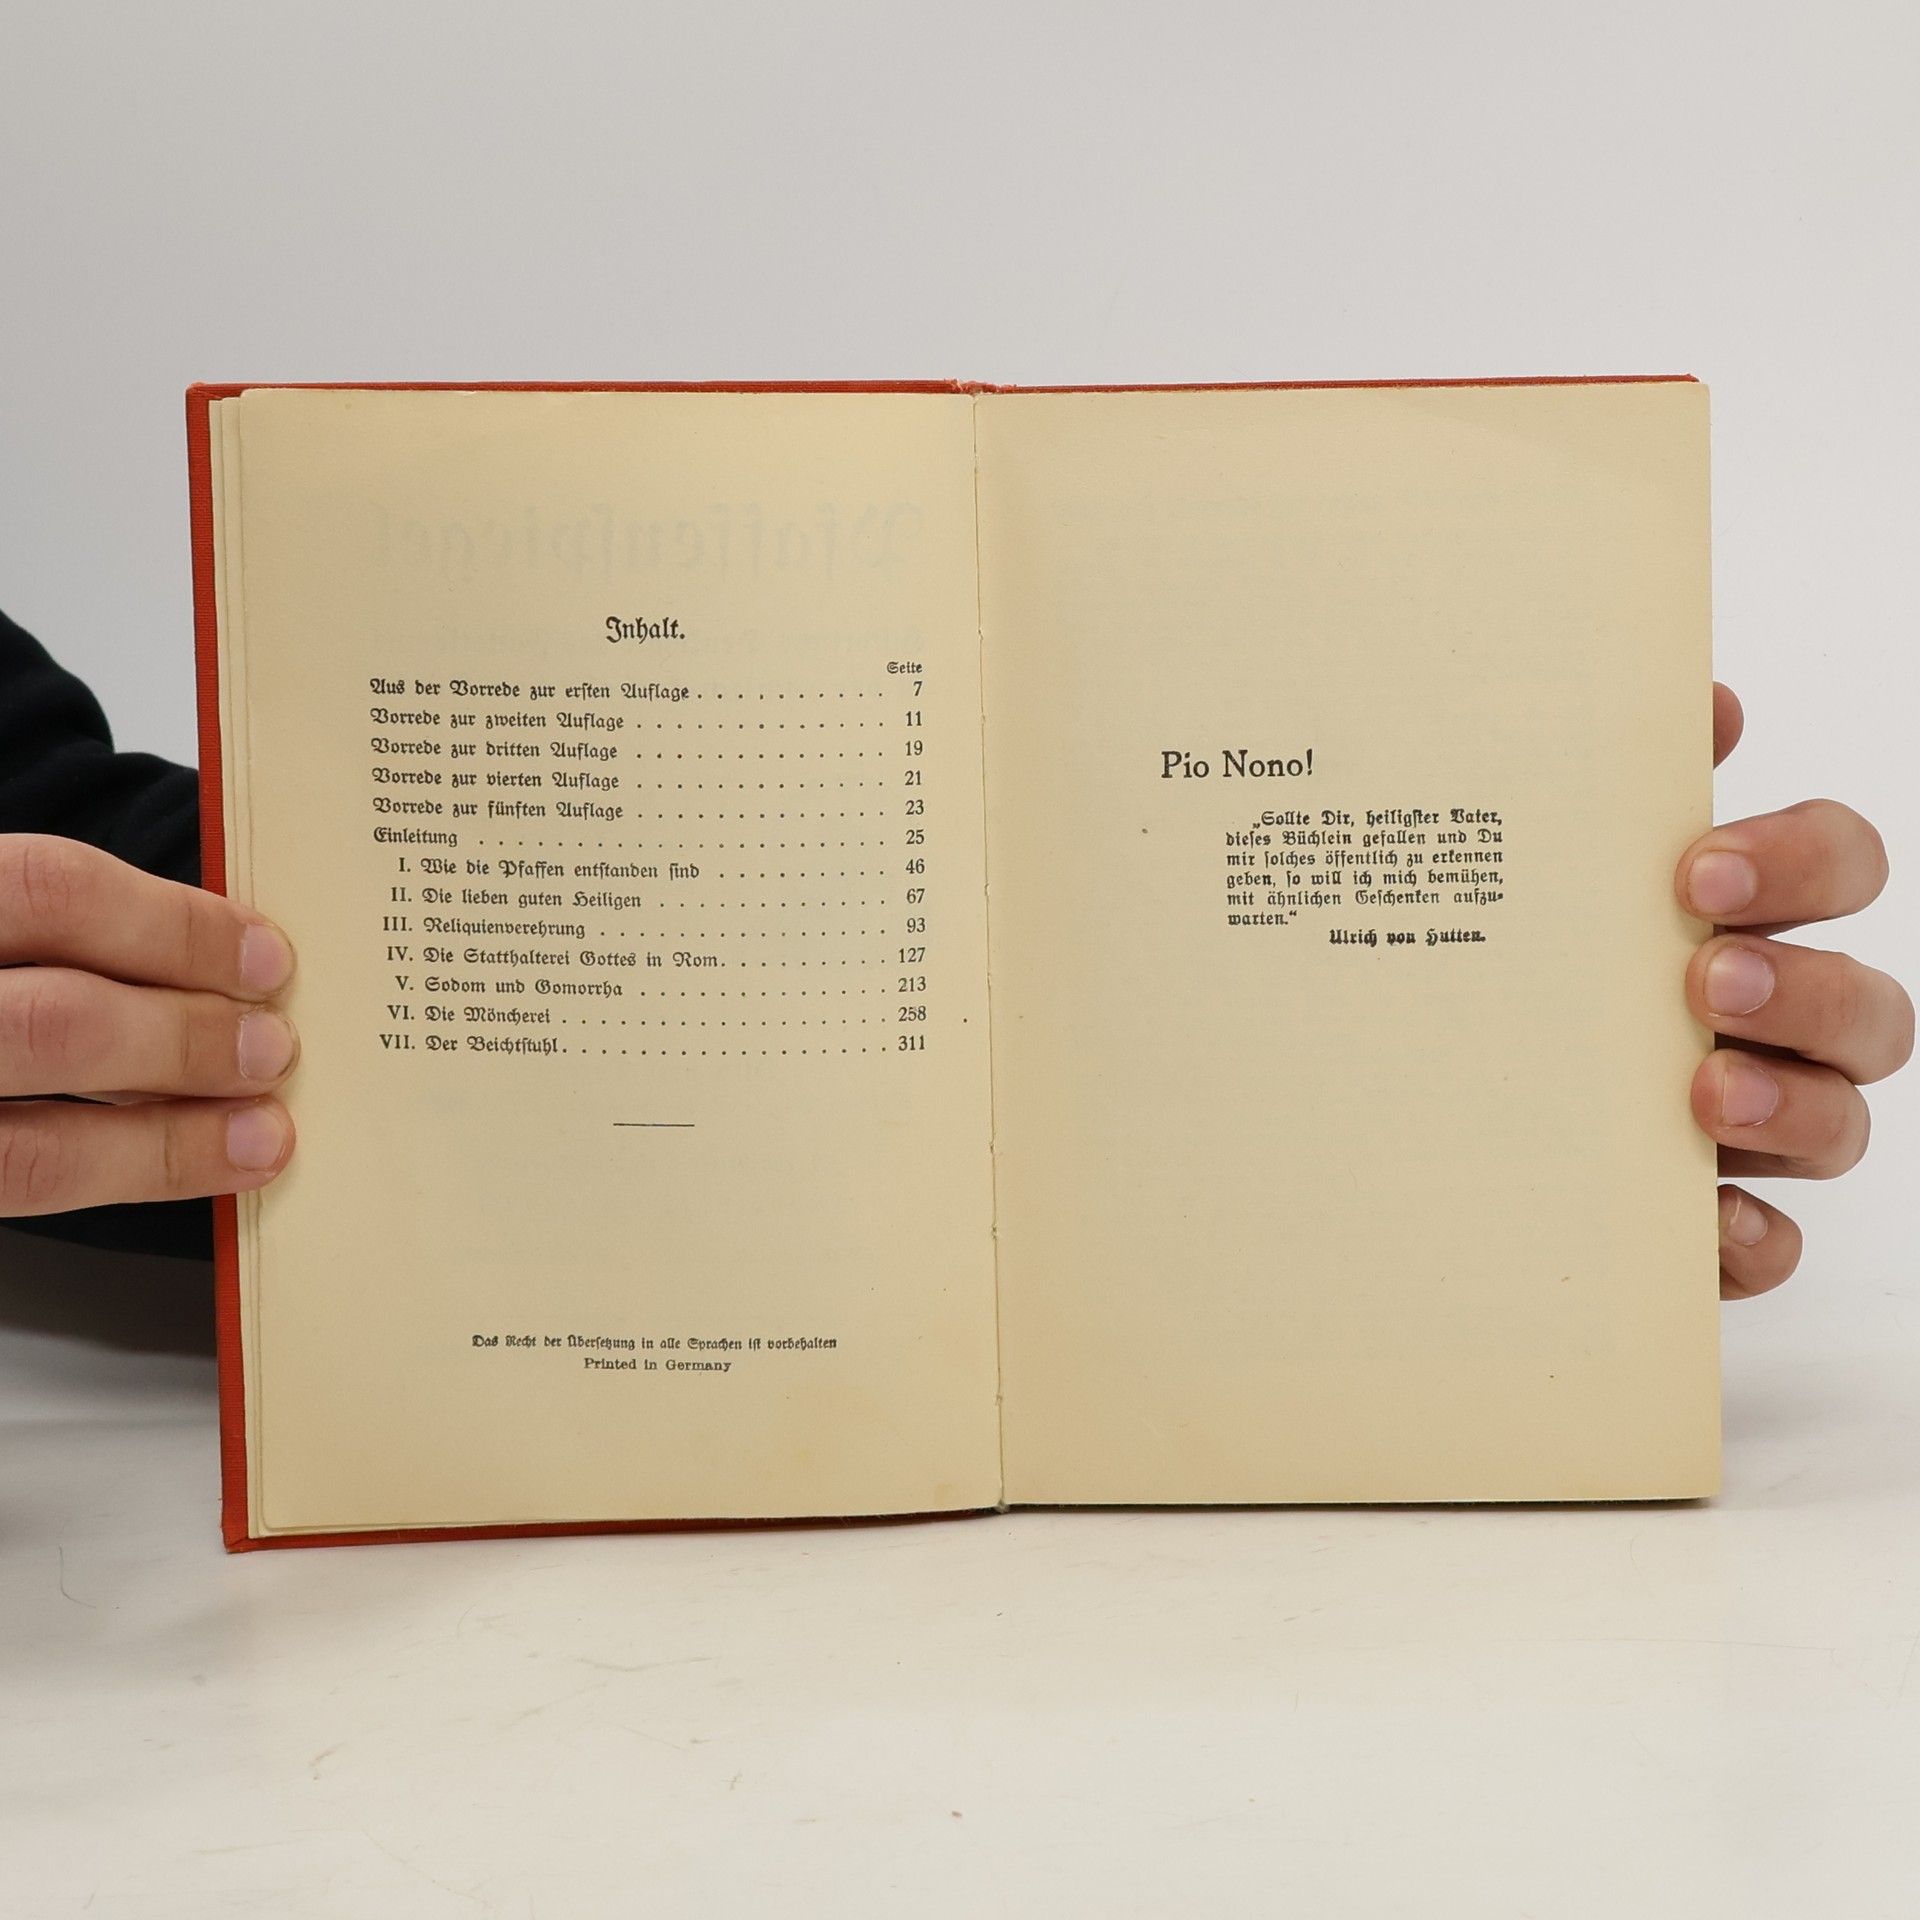 Inhalt.
Seite
Aus der Vorrede zur ersten Auflage . . . . . . . . . . 7
Vorrede zur zweiten Auflage . . . . . . . . . . . . . 11
Vorrede zur dritten Auflage . . . . . . . . . . . . . 19
Vorrede zur vierten Auflage . . . . . . . . . . . . . 21
Vorrede zur fünften Auflage . . . . . . . . . . . . . 23
Einleitung . . . . . . . . . . . . . . . . . . . . . 25
I. Wie die Pfaffen entstanden sind . . . . . . . . . 46
II. Die lieben guten Heiligen . . . . . . . . . . . . 67
III. Reliquienverehrung . . . . . . . . . . . . . . . 93
IV. Die Statthalterei Gottes in Rom. . . . . . . . . 127
V. Sodom und Gomorrha . . . . . . . . . . . . . 213
VI. Die Möncherei . . . . . . . . . . . . . . . . . 258
VII. Der Beichtstuhl . . . . . . . . . . . . . . . . . 311
Das Recht der Übersetzung in alle Sprachen ist vorbehalten
Printed in Germany
Pio Nono!
„Sollte Dir, heiligster Vater,
dieses Büchlein gefallen und Du
mir solches öffentlich zu erkennen
geben, so will ich mich bemühen,
mit ähnlichen Geschenken aufzu-
warten.“
Ulrich von Hutten.